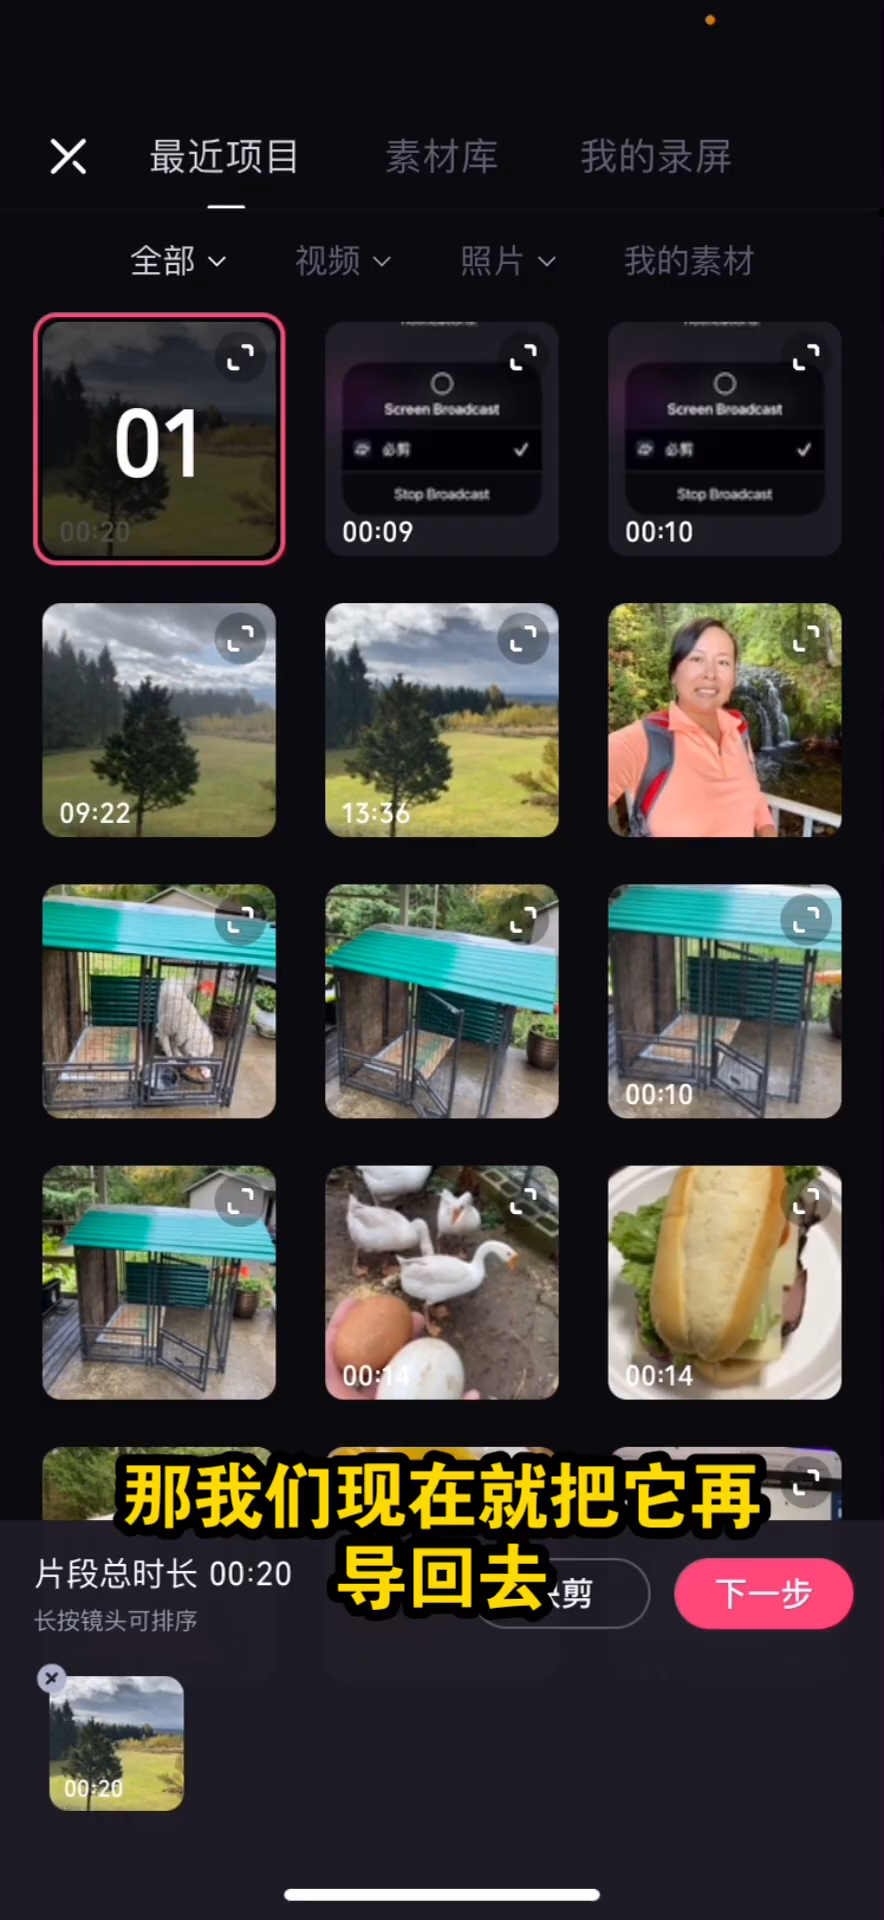 最近项目 素材库 我的录屏
全部 视频 照片 我的素材
01
00:20
Screen Broadcast
必剪
Stop Broadcast
00:09
Screen Broadcast
必剪
Stop Broadcast
00:10
09:22
13:36
00:10
00:14
00:14
那我们现在就把它再
导回去
片段总时长 00:20
长按镜头可排序
剪
下一步
00:20